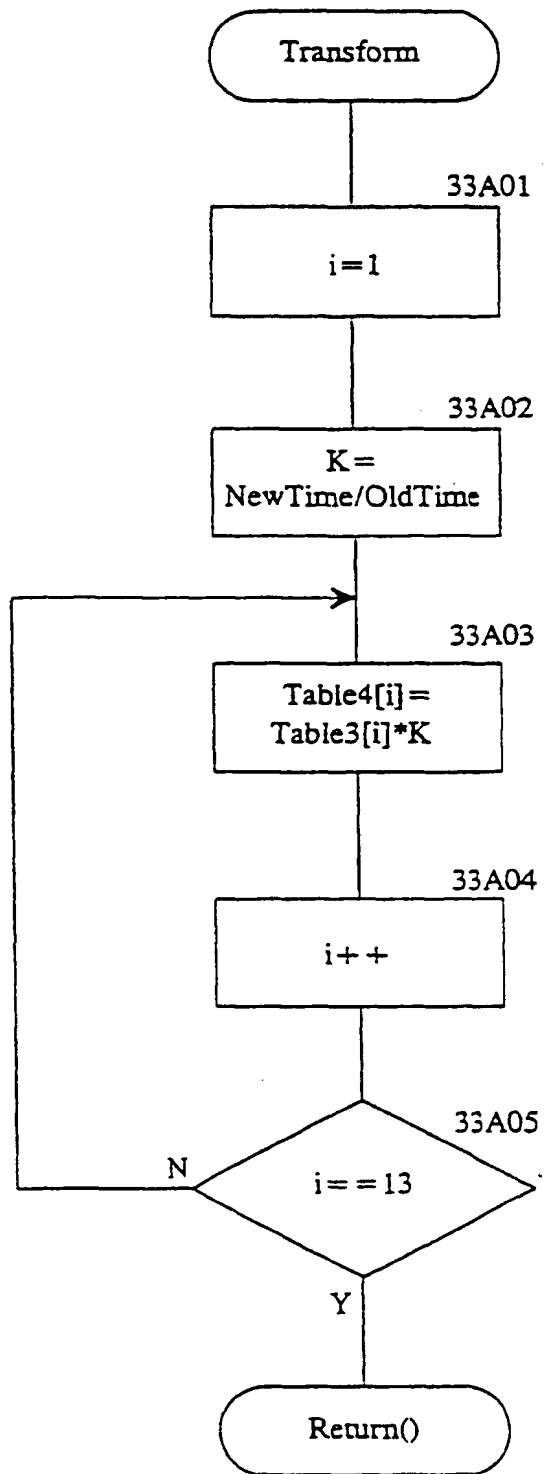 Transform
33A01
i=1
33A02
K=
NewTime/OldTime
33A03
Table4[i]=
Table3[i]*K
33A04
i++
33A05
N
i==13
Y
Return()